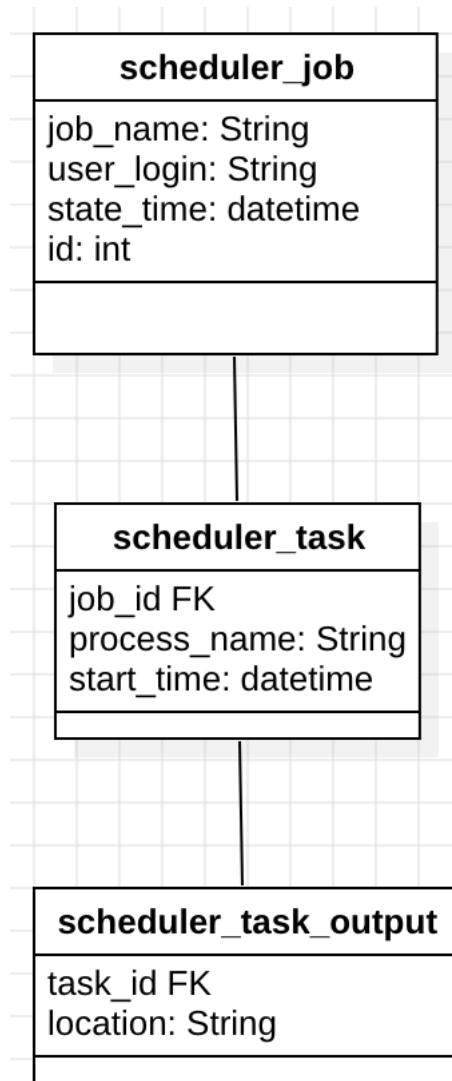 scheduler_job
job_name: String
user_login: String
state_time: datetime
id: int
scheduler_task
job_id FK
process_name: String
start_time: datetime
scheduler_task_output
task_id FK
location: String